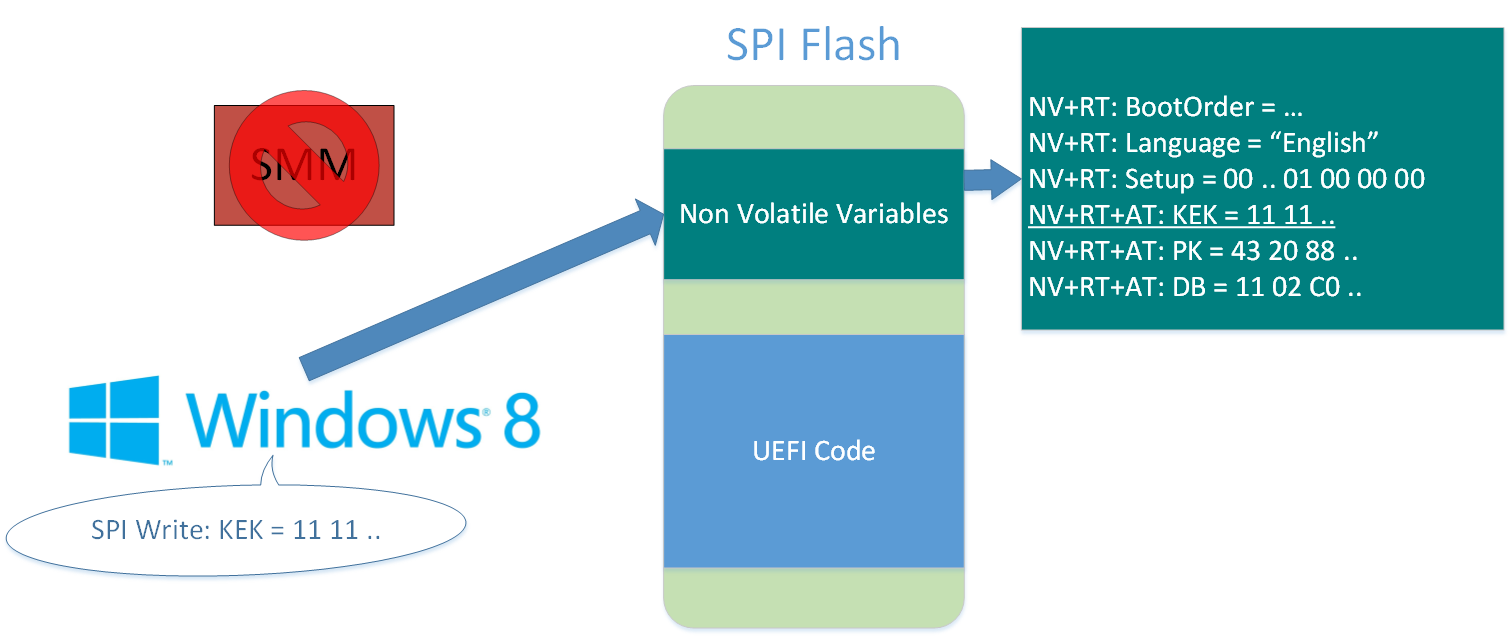 SPI Flash
SMM
Non Volatile Variables
NV+RT: BootOrder = …
NV+RT: Language = “English”
NV+RT: Setup = 00 .. 01 00 00 00
NV+RT+AT: KEK = 11 11 ..
NV+RT+AT: PK = 43 20 88 ..
NV+RT+AT: DB = 11 02 C0 ..
Windows® 8
™
SPI Write: KEK = 11 11 ..
UEFI Code